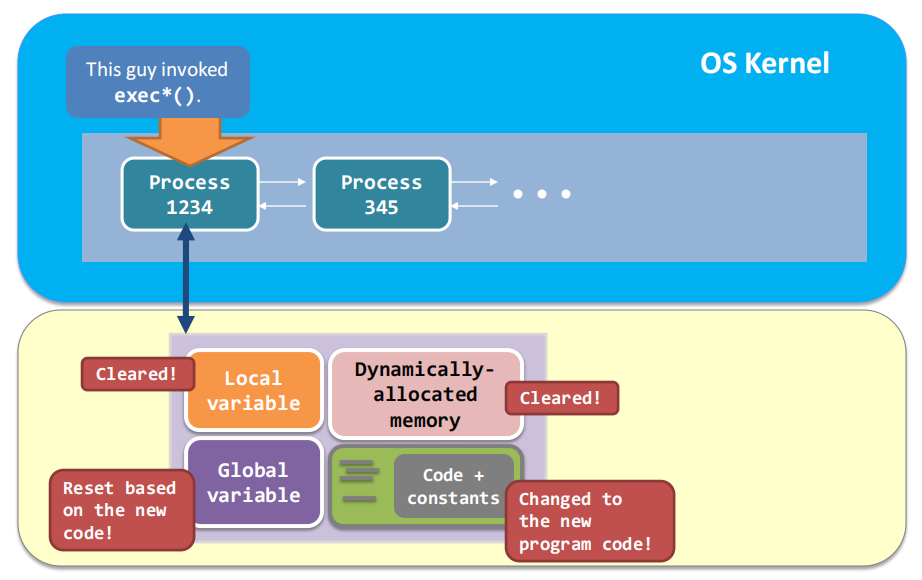 This guy invoked
exec*().
OS Kernel
Process
1234
Process
345
Cleared!
Local
variable
Dynamically-
allocated
memory
Cleared!
Global
variable
Code +
constants
Reset based
on the new
code!
Changed to
the new
program code!